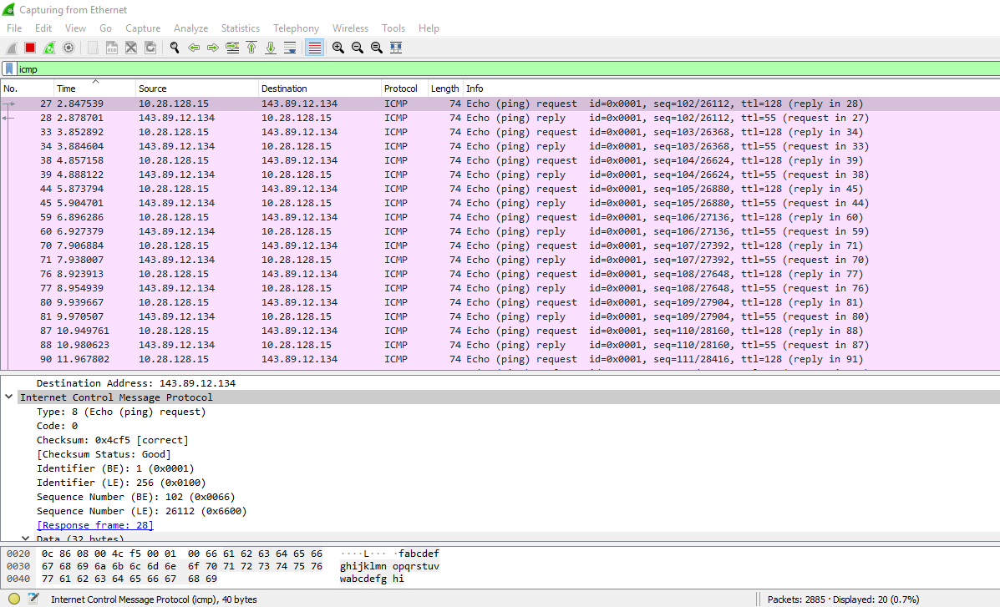 Capturing from Ethernet
File Edit View Go Capture Analyze Statistics Telephony Wireless Tools Help
icmp
No. Time Source Destination Protocol Length Info
27 2.847539 10.28.128.15 143.89.12.134 ICMP 74 Echo (ping) request id=0x0001, seq=102/26112, ttl=128 (reply in 28)
28 2.878701 143.89.12.134 10.28.128.15 ICMP 74 Echo (ping) reply id=0x0001, seq=102/26112, ttl=55 (request in 27)
33 3.852892 10.28.128.15 143.89.12.134 ICMP 74 Echo (ping) request id=0x0001, seq=103/26368, ttl=128 (reply in 34)
34 3.884604 143.89.12.134 10.28.128.15 ICMP 74 Echo (ping) reply id=0x0001, seq=103/26368, ttl=55 (request in 33)
38 4.857158 10.28.128.15 143.89.12.134 ICMP 74 Echo (ping) request id=0x0001, seq=104/26624, ttl=128 (reply in 39)
39 4.888122 143.89.12.134 10.28.128.15 ICMP 74 Echo (ping) reply id=0x0001, seq=104/26624, ttl=55 (request in 38)
44 5.873794 10.28.128.15 143.89.12.134 ICMP 74 Echo (ping) request id=0x0001, seq=105/26880, ttl=128 (reply in 45)
45 5.904701 143.89.12.134 10.28.128.15 ICMP 74 Echo (ping) reply id=0x0001, seq=105/26880, ttl=55 (request in 44)
59 6.896286 10.28.128.15 143.89.12.134 ICMP 74 Echo (ping) request id=0x0001, seq=106/27136, ttl=128 (reply in 60)
60 6.927379 143.89.12.134 10.28.128.15 ICMP 74 Echo (ping) reply id=0x0001, seq=106/27136, ttl=55 (request in 59)
70 7.906884 10.28.128.15 143.89.12.134 ICMP 74 Echo (ping) request id=0x0001, seq=107/27392, ttl=128 (reply in 71)
71 7.938007 143.89.12.134 10.28.128.15 ICMP 74 Echo (ping) reply id=0x0001, seq=107/27392, ttl=55 (request in 70)
76 8.923913 10.28.128.15 143.89.12.134 ICMP 74 Echo (ping) request id=0x0001, seq=108/27648, ttl=128 (reply in 77)
77 8.954939 143.89.12.134 10.28.128.15 ICMP 74 Echo (ping) reply id=0x0001, seq=108/27648, ttl=55 (request in 76)
80 9.939667 10.28.128.15 143.89.12.134 ICMP 74 Echo (ping) request id=0x0001, seq=109/27904, ttl=128 (reply in 81)
81 9.970507 143.89.12.134 10.28.128.15 ICMP 74 Echo (ping) reply id=0x0001, seq=109/27904, ttl=55 (request in 80)
87 10.949761 10.28.128.15 143.89.12.134 ICMP 74 Echo (ping) request id=0x0001, seq=110/28160, ttl=128 (reply in 88)
88 10.980623 143.89.12.134 10.28.128.15 ICMP 74 Echo (ping) reply id=0x0001, seq=110/28160, ttl=55 (request in 87)
90 11.967802 10.28.128.15 143.89.12.134 ICMP 74 Echo (ping) request id=0x0001, seq=111/28416, ttl=128 (reply in 91)
Destination Address: 143.89.12.134
Internet Control Message Protocol
Type: 8 (Echo (ping) request)
Code: 0
Checksum: 0x4cf5 [correct]
[Checksum Status: Good]
Identifier (BE): 1 (0x0001)
Identifier (LE): 256 (0x0100)
Sequence Number (BE): 102 (0x0066)
Sequence Number (LE): 26112 (0x6600)
[Response frame: 28]
Data (32 bytes)
0020 0c 86 08 00 4c f5 00 01 00 66 61 62 63 64 65 66 ····L··· ·fabcdef
0030 67 68 69 6a 6b 6c 6d 6e 6f 70 71 72 73 74 75 76 ghijklmn opqrstuv
0040 77 61 62 63 64 65 66 67 68 69 wabcdefg hi
Internet Control Message Protocol (icmp), 40 bytes Packets: 2885 · Displayed: 20 (0.7%)